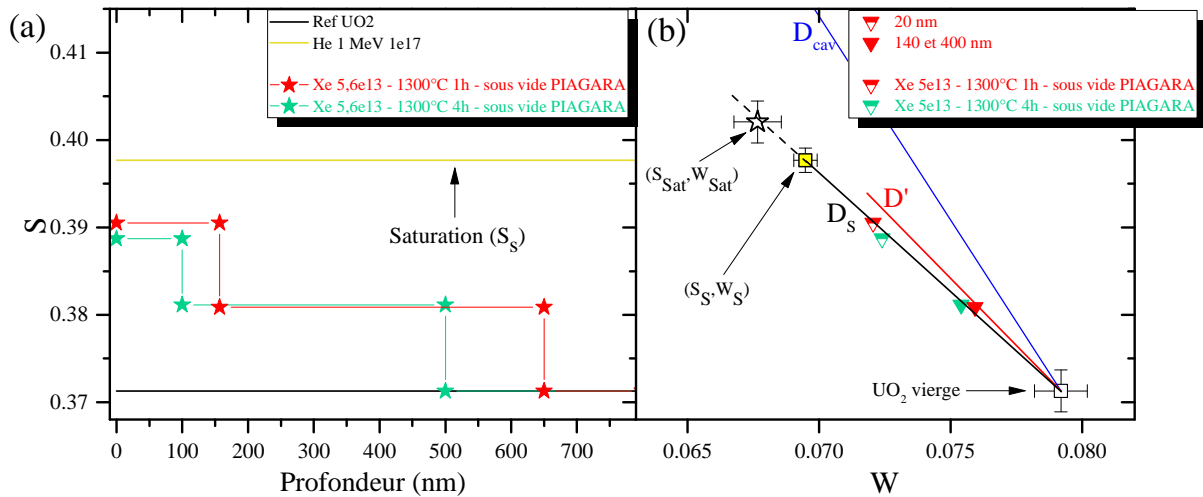 (a)
Ref UO2
He 1 MeV 1e17
Xe 5,6e13 - 1300°C 1h - sous vide PIAGARA
Xe 5,6e13 - 1300°C 4h - sous vide PIAGARA
0.41
0.40
0.39
0.38
0.37
S
Saturation (S_S)
0 100 200 300 400 500 600 700
Profondeur (nm)
(b)
D_cav
20 nm
140 et 400 nm
Xe 5e13 - 1300°C 1h - sous vide PIAGARA
Xe 5e13 - 1300°C 4h - sous vide PIAGARA
(S_Sat,W_Sat)
D'
D_S
(S_S,W_S)
UO₂ vierge
0.065 0.070 0.075 0.080
W